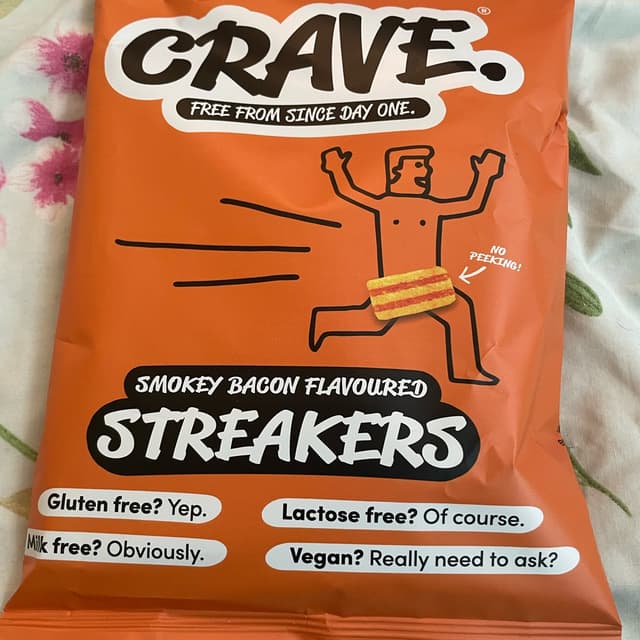 CRAVE.®
FREE FROM SINCE DAY ONE.
NO
PEEKING!
SMOKEY BACON FLAVOURED
STREAKERS
Gluten free? Yep.
Lactose free? Of course.
Milk free? Obviously.
Vegan? Really need to ask?